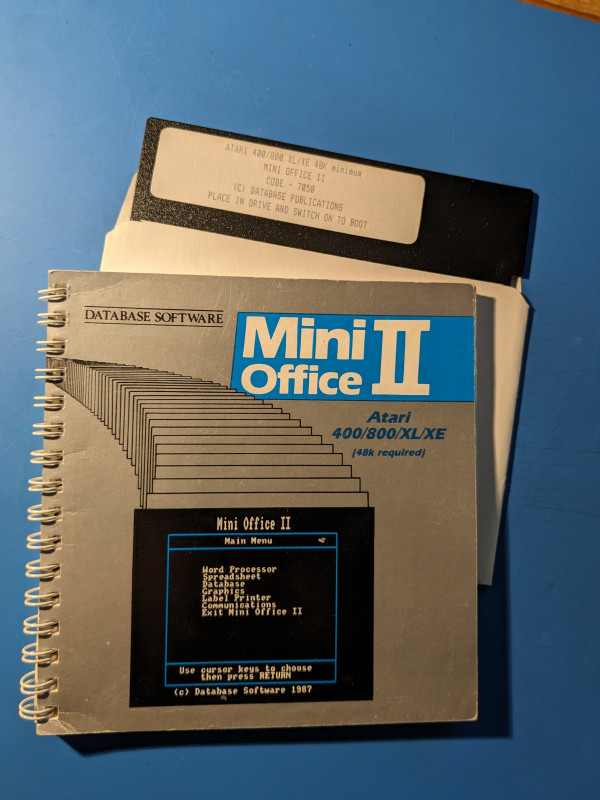 ATARI 400/800 XL/XE 48K minimum
MINI OFFICE II
CODE - 7050
(C) DATABASE PUBLICATIONS
PLACE IN DRIVE AND SWITCH ON TO BOOT
DATABASE SOFTWARE
Mini
Office II
Atari
400/800/XL/XE
(48k required)
Mini Office II
Main Menu
Word Processor
Spreadsheet
Database
Graphics
Label Printer
Communications
Exit Mini Office II
Use cursor keys to choose
then press RETURN
(c) Database Software 1987